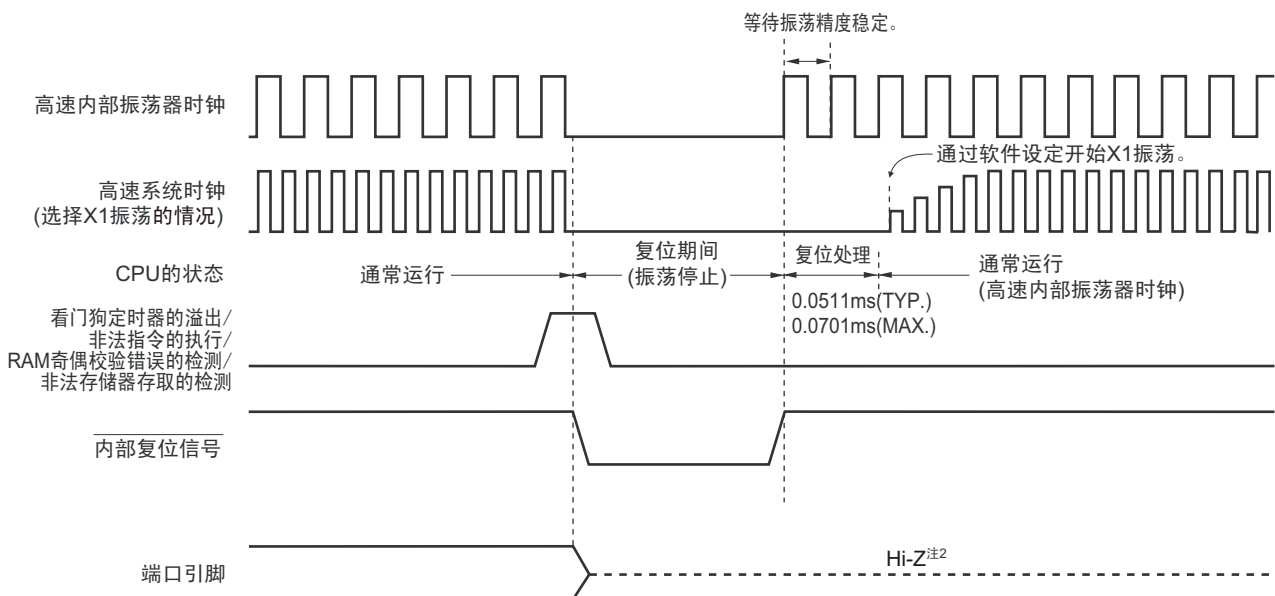 等待振荡精度稳定。
高速内部振荡器时钟
通过软件设定开始X1振荡。
高速系统时钟
(选择X1振荡的情况)
CPU的状态
通常运行
复位期间
(振荡停止)
复位处理
0.0511ms(TYP.)
0.0701ms(MAX.)
通常运行
(高速内部振荡器时钟)
看门狗定时器的溢出/
非法指令的执行/
RAM奇偶校验错误的检测/
非法存储器存取的检测
内部复位信号
端口引脚
Hi-Z注2